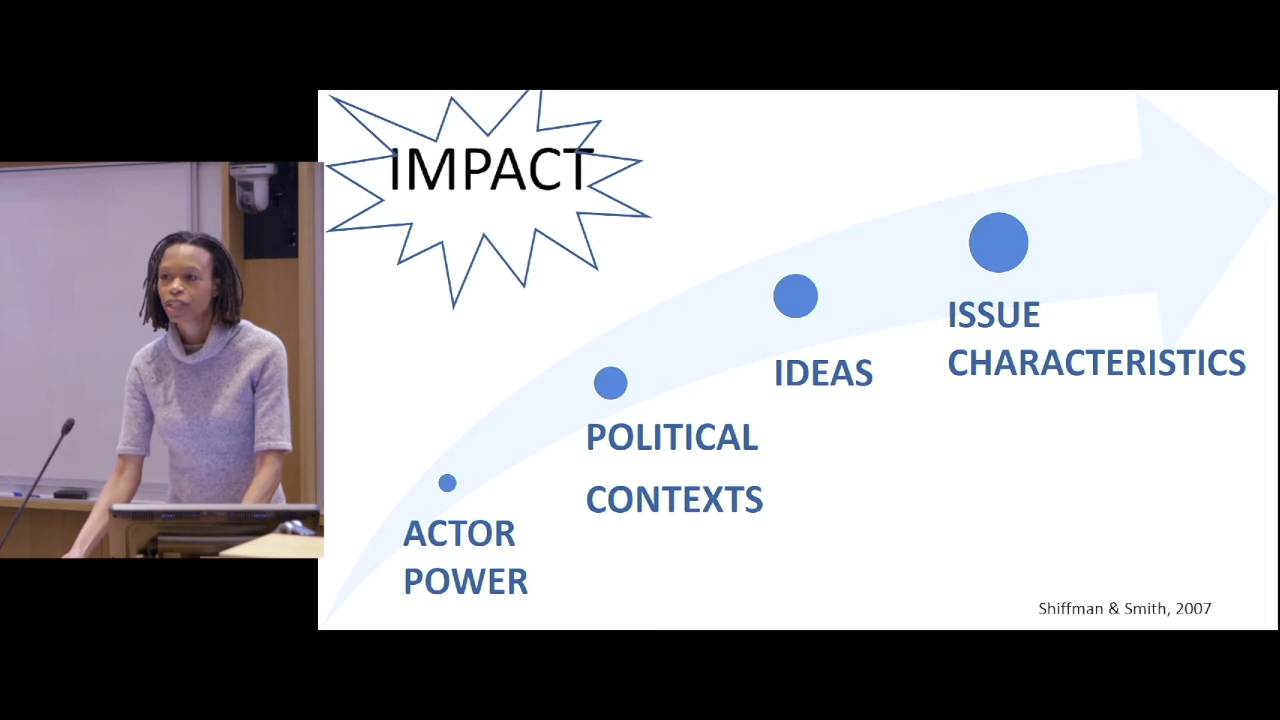 IMPACT
ACTOR
POWER
POLITICAL
CONTEXTS
IDEAS
ISSUE
CHARACTERISTICS
Shiffman & Smith, 2007